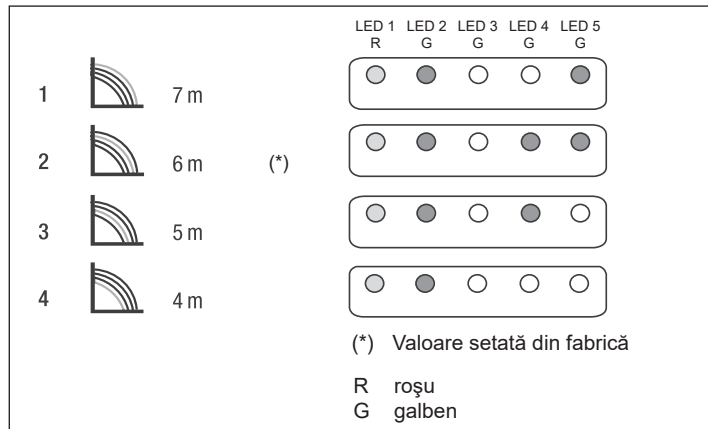 LED 1 LED 2 LED 3 LED 4 LED 5
R G G G G
1 7 m
2 6 m (*)
3 5 m
4 4 m
(*) Valoare setată din fabrică
R roşu
G galben